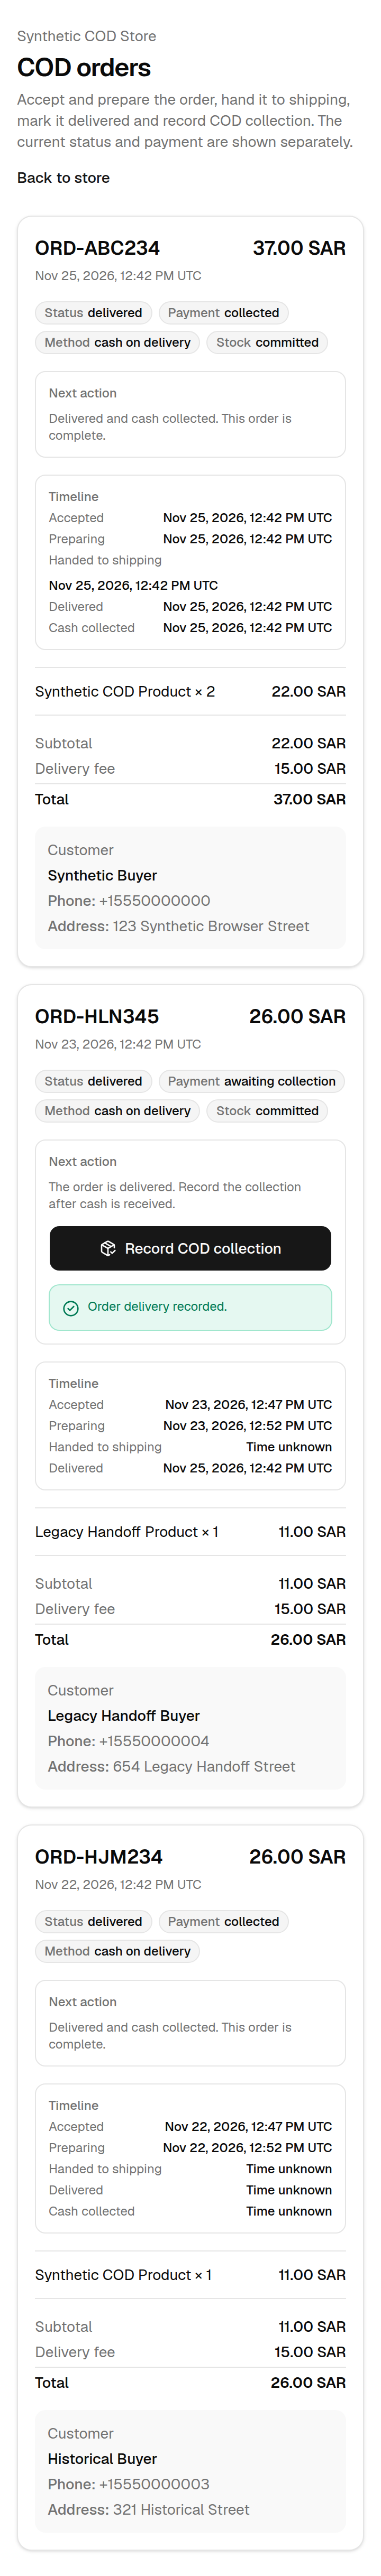 Synthetic COD Store
COD orders
Accept and prepare the order, hand it to shipping,
mark it delivered and record COD collection. The
current status and payment are shown separately.
Back to store
ORD-ABC234 37.00 SAR
Nov 25, 2026, 12:42 PM UTC
Status delivered Payment collected
Method cash on delivery Stock committed
Next action
Delivered and cash collected. This order is
complete.
Timeline
Accepted Nov 25, 2026, 12:42 PM UTC
Preparing Nov 25, 2026, 12:42 PM UTC
Handed to shipping
Nov 25, 2026, 12:42 PM UTC
Delivered Nov 25, 2026, 12:42 PM UTC
Cash collected Nov 25, 2026, 12:42 PM UTC
Synthetic COD Product × 2 22.00 SAR
Subtotal 22.00 SAR
Delivery fee 15.00 SAR
Total 37.00 SAR
Customer
Synthetic Buyer
Phone: +15550000000
Address: 123 Synthetic Browser Street
ORD-HLN345 26.00 SAR
Nov 23, 2026, 12:42 PM UTC
Status delivered Payment awaiting collection
Method cash on delivery Stock committed
Next action
The order is delivered. Record the collection
after cash is received.
Record COD collection
Order delivery recorded.
Timeline
Accepted Nov 23, 2026, 12:47 PM UTC
Preparing Nov 23, 2026, 12:52 PM UTC
Handed to shipping Time unknown
Delivered Nov 25, 2026, 12:42 PM UTC
Legacy Handoff Product × 1 11.00 SAR
Subtotal 11.00 SAR
Delivery fee 15.00 SAR
Total 26.00 SAR
Customer
Legacy Handoff Buyer
Phone: +15550000004
Address: 654 Legacy Handoff Street
ORD-HJM234 26.00 SAR
Nov 22, 2026, 12:42 PM UTC
Status delivered Payment collected
Method cash on delivery
Next action
Delivered and cash collected. This order is
complete.
Timeline
Accepted Nov 22, 2026, 12:47 PM UTC
Preparing Nov 22, 2026, 12:52 PM UTC
Handed to shipping Time unknown
Delivered Time unknown
Cash collected Time unknown
Synthetic COD Product × 1 11.00 SAR
Subtotal 11.00 SAR
Delivery fee 15.00 SAR
Total 26.00 SAR
Customer
Historical Buyer
Phone: +15550000003
Address: 321 Historical Street